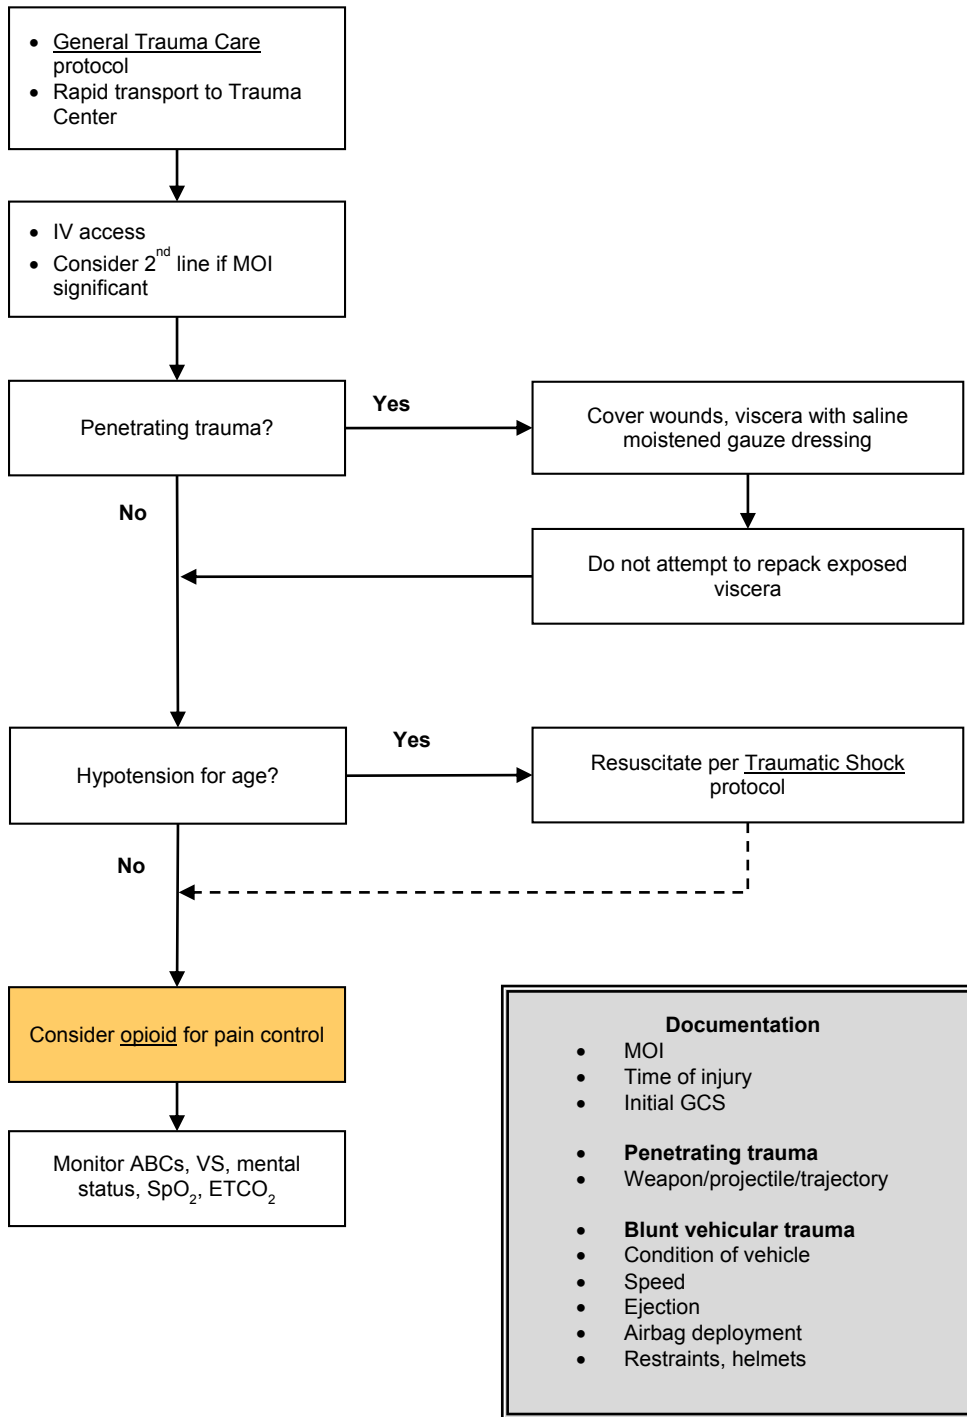 • General Trauma Care
protocol
• Rapid transport to Trauma
Center
• IV access
• Consider 2nd line if MOI
significant
Penetrating trauma?
Yes
Cover wounds, viscera with saline
moistened gauze dressing
No
Do not attempt to repack exposed
viscera
Hypotension for age?
Yes
Resuscitate per Traumatic Shock
protocol
No
Consider opioid for pain control
Monitor ABCs, VS, mental
status, SpO2, ETCO2
Documentation
• MOI
• Time of injury
• Initial GCS
• Penetrating trauma
• Weapon/projectile/trajectory
• Blunt vehicular trauma
• Condition of vehicle
• Speed
• Ejection
• Airbag deployment
• Restraints, helmets